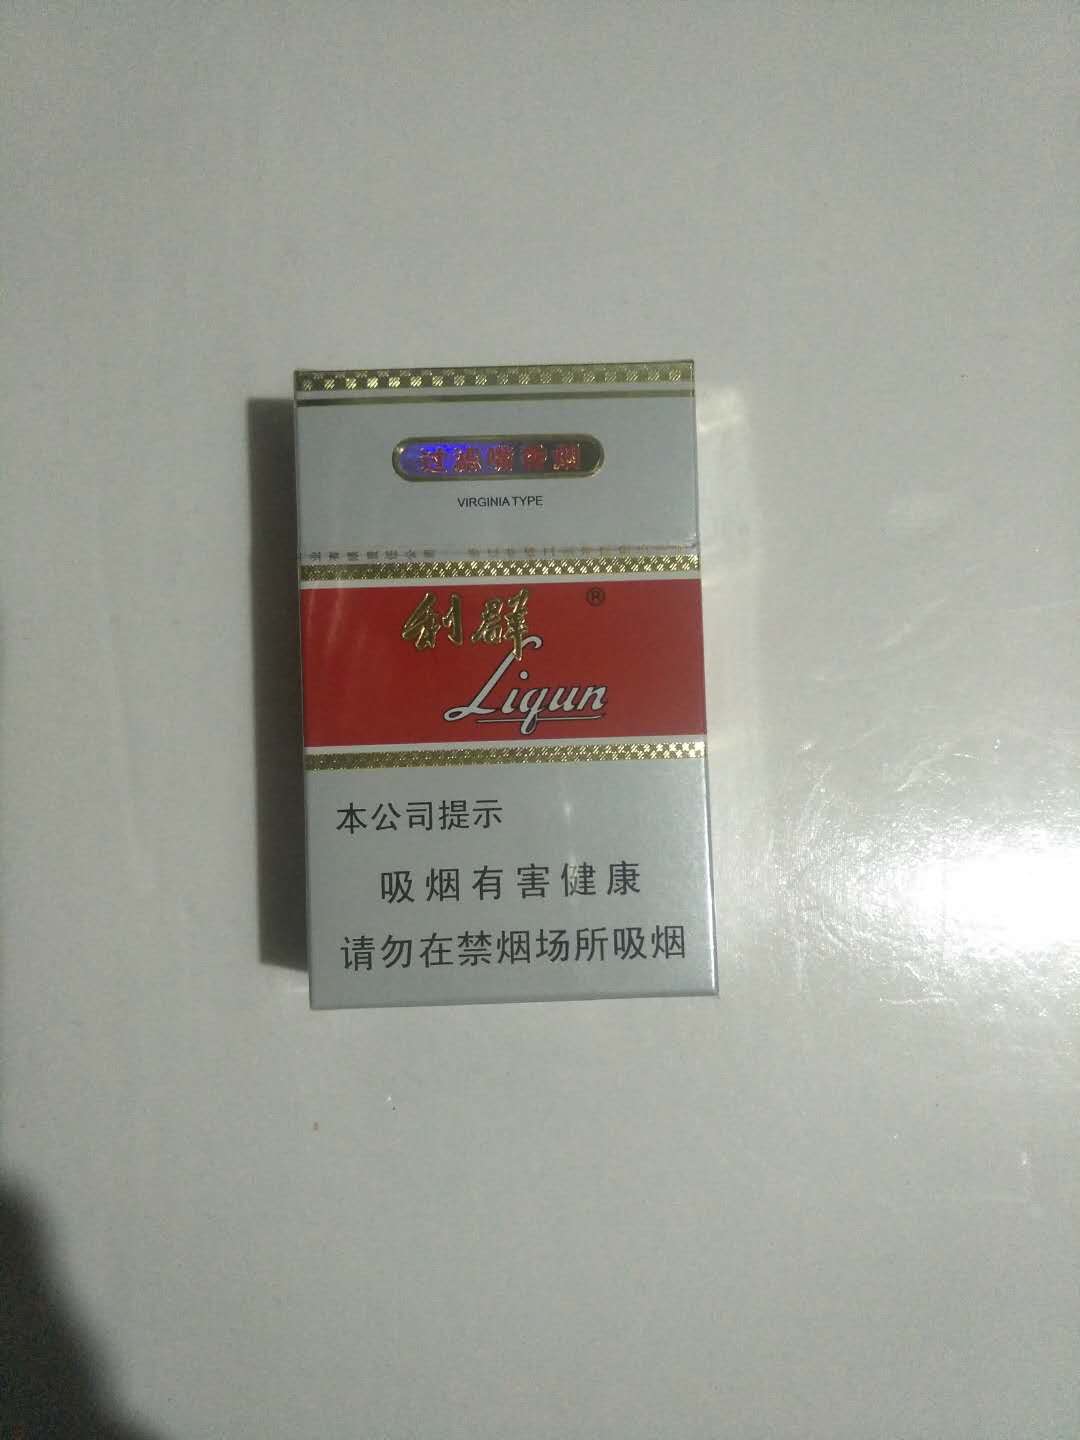 VIRGINIA TYPE
利群 ®
Liqun
本公司提示
吸烟有害健康
请勿在禁烟场所吸烟